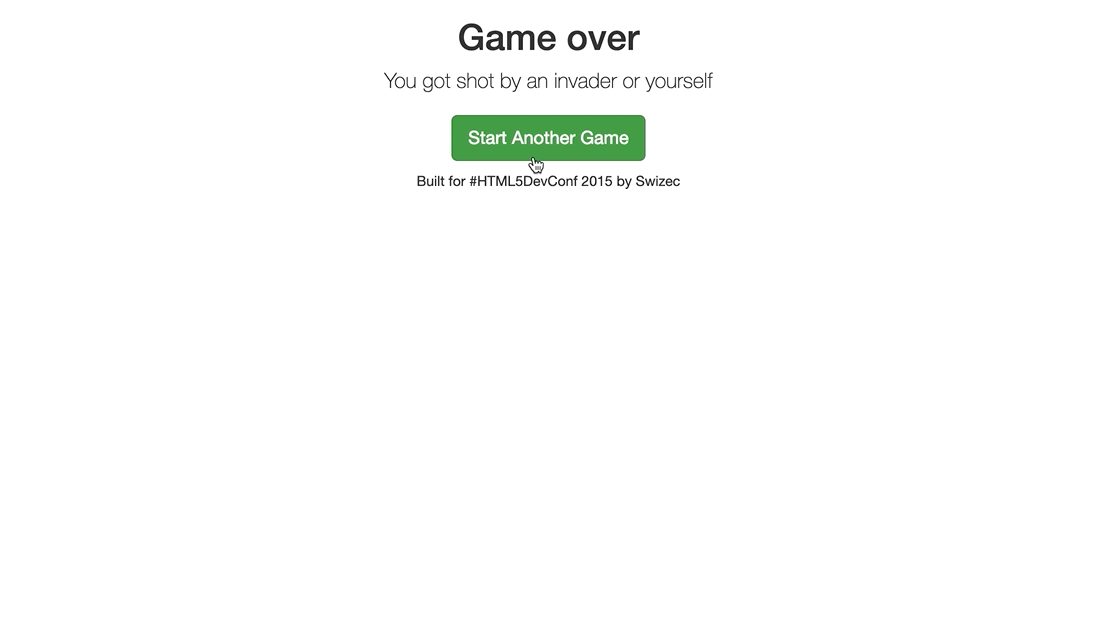 Game over
You got shot by an invader or yourself
Start Another Game
Built for #HTML5DevConf 2015 by Swizec